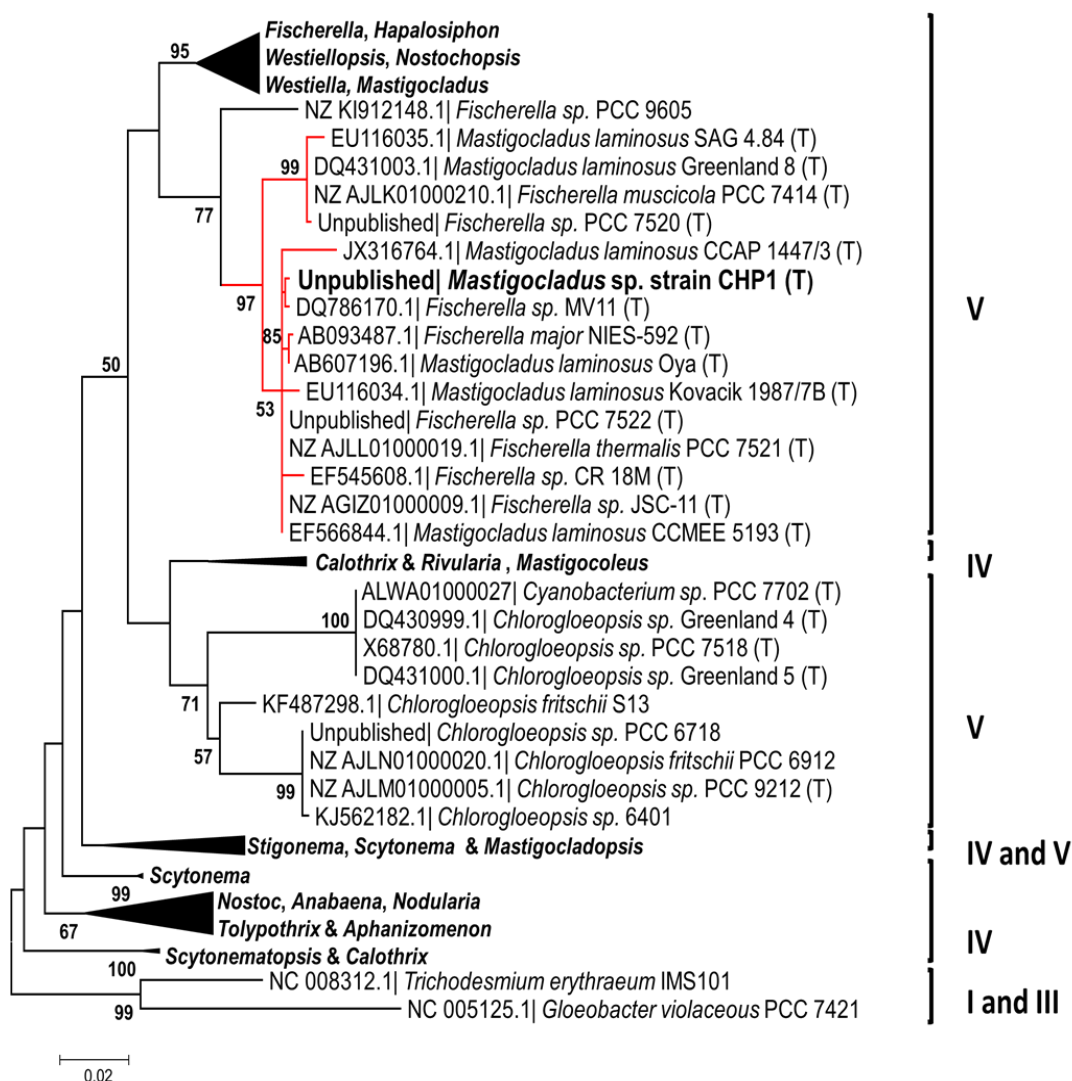 95
Fischerella, Hapalosiphon
Westiellopsis, Nostochopsis
Westiella, Mastigocladus
NZ KI912148.1| Fischerella sp. PCC 9605
EU116035.1| Mastigocladus laminosus SAG 4.84 (T)
99
DQ431003.1| Mastigocladus laminosus Greenland 8 (T)
NZ AJLK01000210.1| Fischerella muscicola PCC 7414 (T)
77
Unpublished| Fischerella sp. PCC 7520 (T)
JX316764.1| Mastigocladus laminosus CCAP 1447/3 (T)
Unpublished| Mastigocladus sp. strain CHP1 (T)
97
DQ786170.1| Fischerella sp. MV11 (T)
V
85
AB093487.1| Fischerella major NIES-592 (T)
50
AB607196.1| Mastigocladus laminosus Oya (T)
EU116034.1| Mastigocladus laminosus Kovacik 1987/7B (T)
53
Unpublished| Fischerella sp. PCC 7522 (T)
NZ AJLL01000019.1| Fischerella thermalis PCC 7521 (T)
EF545608.1| Fischerella sp. CR 18M (T)
NZ AGIZ01000009.1| Fischerella sp. JSC-11 (T)
EF566844.1| Mastigocladus laminosus CCMEE 5193 (T)
Calothrix & Rivularia , Mastigocoleus
IV
ALWA01000027| Cyanobacterium sp. PCC 7702 (T)
100
DQ430999.1| Chlorogloeopsis sp. Greenland 4 (T)
X68780.1| Chlorogloeopsis sp. PCC 7518 (T)
DQ431000.1| Chlorogloeopsis sp. Greenland 5 (T)
71
KF487298.1| Chlorogloeopsis fritschii S13
V
Unpublished| Chlorogloeopsis sp. PCC 6718
57
NZ AJLN01000020.1| Chlorogloeopsis fritschii PCC 6912
99
NZ AJLM01000005.1| Chlorogloeopsis sp. PCC 9212 (T)
KJ562182.1| Chlorogloeopsis sp. 6401
Stigonema, Scytonema & Mastigocladopsis
IV and V
Scytonema
99
Nostoc, Anabaena, Nodularia
67
Tolypothrix & Aphanizomenon
IV
Scytonematopsis & Calothrix
100
NC 008312.1| Trichodesmium erythraeum IMS101
99
NC 005125.1| Gloeobacter violaceous PCC 7421
I and III
0.02